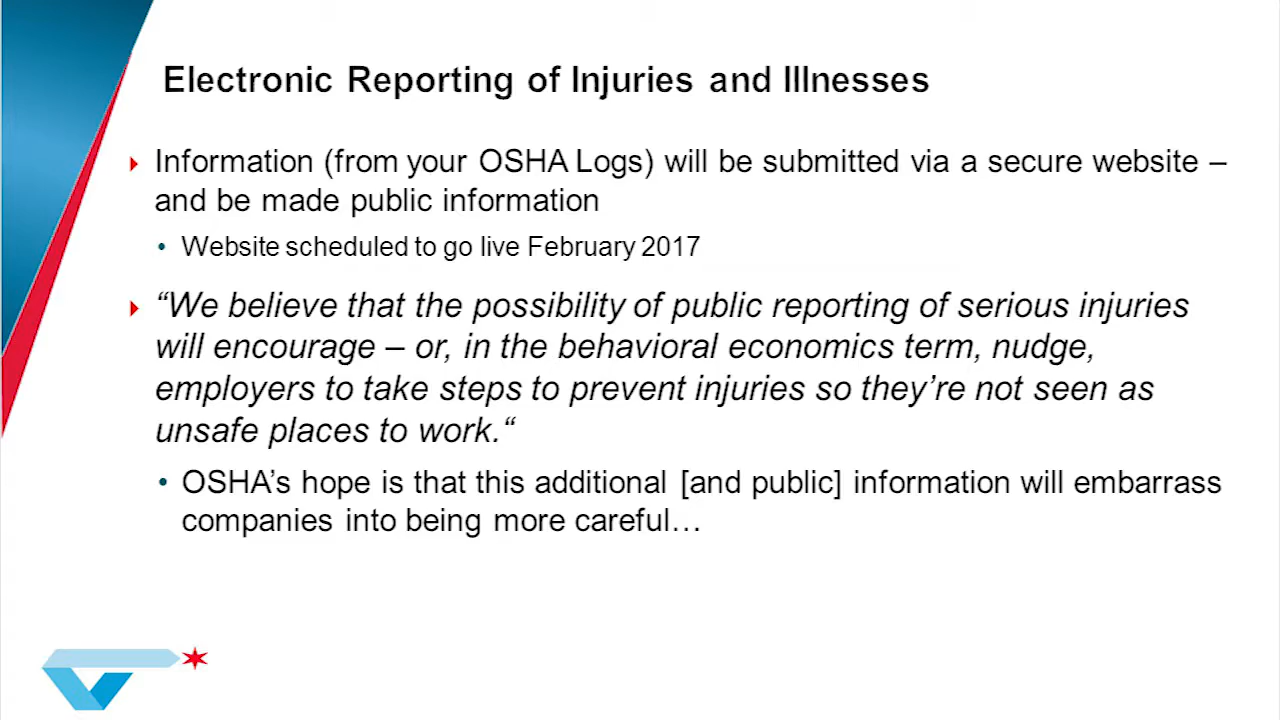 Electronic Reporting of Injuries and Illnesses
Information (from your OSHA Logs) will be submitted via a secure website –
and be made public information
• Website scheduled to go live February 2017
“We believe that the possibility of public reporting of serious injuries
will encourage – or, in the behavioral economics term, nudge,
employers to take steps to prevent injuries so they’re not seen as
unsafe places to work.“
• OSHA’s hope is that this additional [and public] information will embarrass
companies into being more careful…